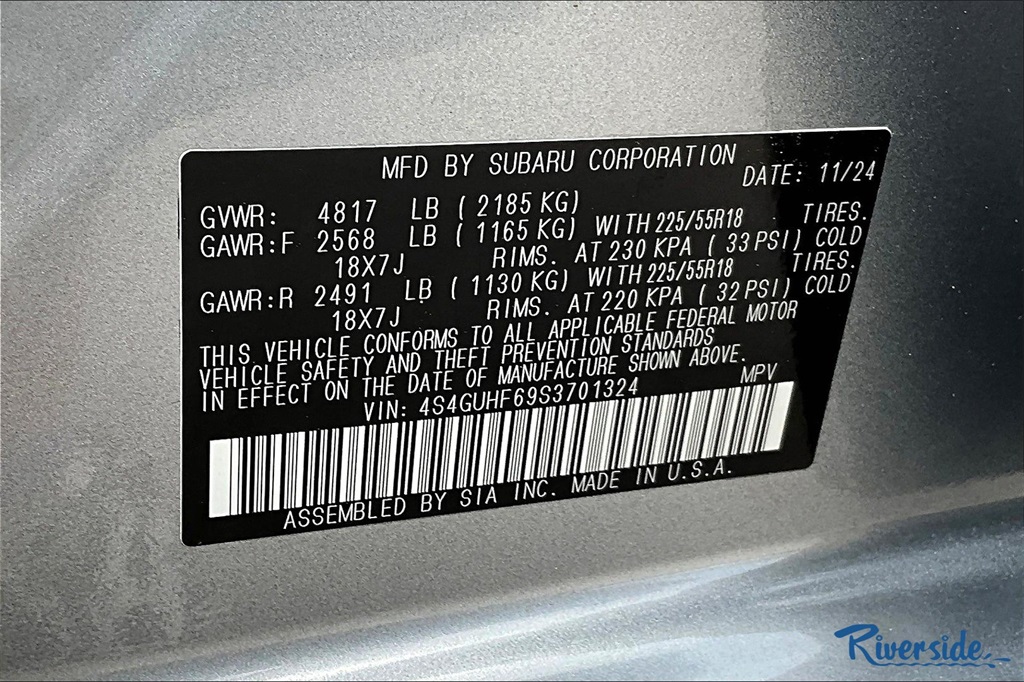 MFD BY SUBARU CORPORATION
DATE: 11/24
GVWR: 4817 LB ( 2185 KG)
GAWR:F 2568 LB ( 1165 KG) WITH 225/55R18 TIRES.
18X7J RIMS. AT 230 KPA ( 33 PSI) COLD
GAWR:R 2491 LB ( 1130 KG) WITH 225/55R18 TIRES.
18X7J RIMS. AT 220 KPA ( 32 PSI) COLD
THIS VEHICLE CONFORMS TO ALL APPLICABLE FEDERAL MOTOR
VEHICLE SAFETY AND THEFT PREVENTION STANDARDS
IN EFFECT ON THE DATE OF MANUFACTURE SHOWN ABOVE.
VIN: 4S4GUHF69S3701324 MPV
ASSEMBLED BY SIA INC. MADE IN U.S.A.
Riverside